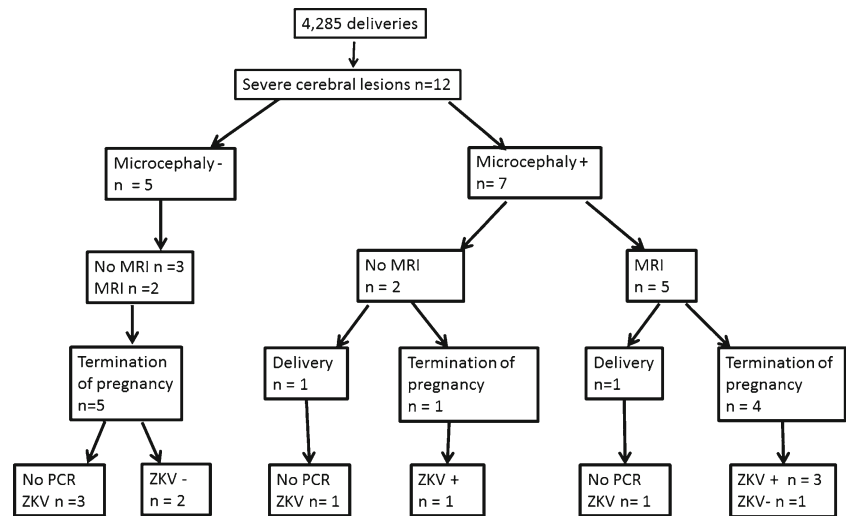 4,285 deliveries
Severe cerebral lesions n=12
Microcephaly -
n = 5
Microcephaly +
n= 7
No MRI n =3
MRI n =2
No MRI
n = 2
MRI
n = 5
Termination
of pregnancy
n=5
Delivery
n = 1
Termination of
pregnancy
n = 1
Delivery
n=1
Termination of
pregnancy
n = 4
No PCR
ZKV n =3
ZKV -
n = 2
No PCR
ZKV n= 1
ZKV +
n = 1
No PCR
ZKV n= 1
ZKV + n = 3
ZKV- n =1